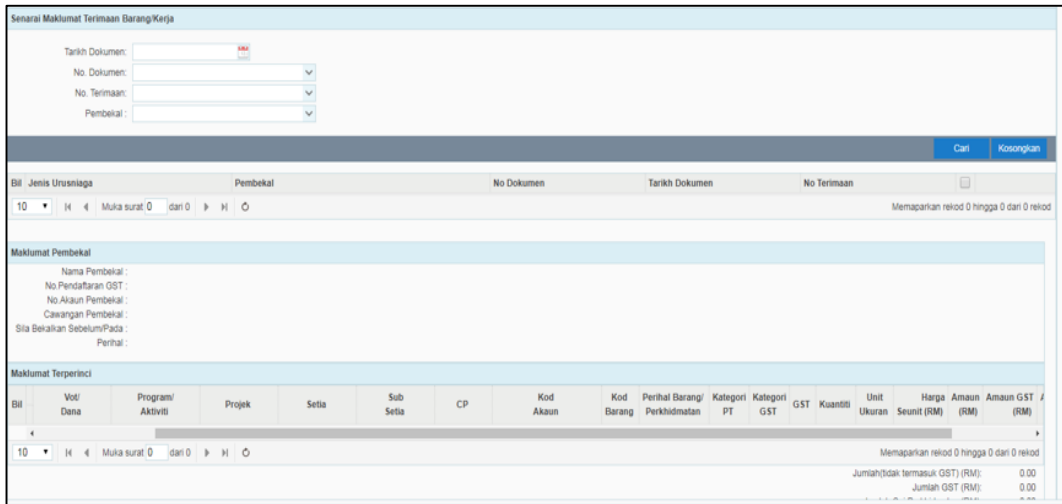 Senarai Maklumat Terimaan Barang/Kerja
Tarikh Dokumen:
No. Dokumen:
No. Terimaan:
Pembekal :
Cari Kosongkan
Bil Jenis Urusniaga Pembekal No Dokumen Tarikh Dokumen No Terimaan
10 Muka surat 0 dari 0 Memaparkan rekod 0 hingga 0 dari 0 rekod
Maklumat Pembekal
Nama Pembekal :
No.Pendaftaran GST :
No.Akaun Pembekal :
Cawangan Pembekal :
Sila Bekalkan Sebelum/Pada :
Perihal :
Maklumat Terperinci
Bil Vot/ Dana Program/ Aktiviti Projek Setia Sub Setia CP Kod Akaun Kod Barang Perihal Barang/ Perkhidmatan Kategori PT Kategori GST GST Kuantiti Unit Ukuran Harga Seunit (RM) Amaun (RM) Amaun GST (RM)
10 Muka surat 0 dari 0 Memaparkan rekod 0 hingga 0 dari 0 rekod
Jumlah(tidak termasuk GST) (RM): 0.00
Jumlah GST (RM): 0.00